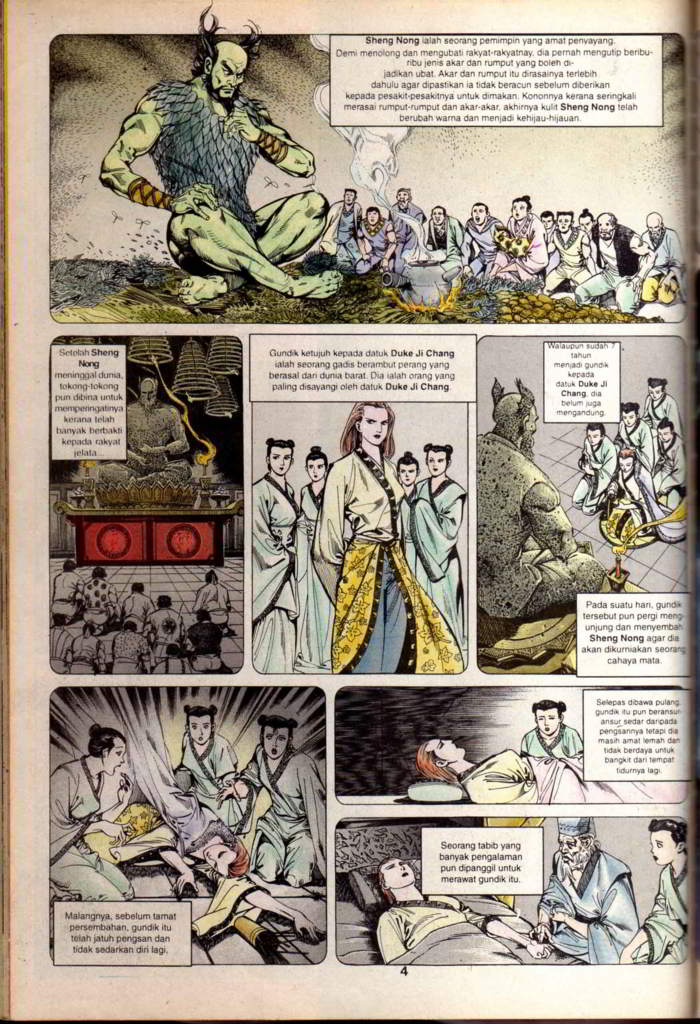 Sheng Nong ialah seorang pemimpin yang amat penyayang.
Demi menolong dan mengubati rakyat-rakyatnay, dia pernah mengutip beribu-
ribu jenis akar dan rumput yang boleh di-
jadikan ubat. Akar dan rumput itu dirasainya terlebih
dahulu agar dipastikan ia tidak beracun sebelum diberikan
kepada pesakit-pesakitnya untuk dimakan. Kononnya kerana seringkali
merasai rumput-rumput dan akar-akar, akhirnya kulit Sheng Nong telah
berubah warna dan menjadi kehijau-hijauan.
Setelah Sheng
Nong
meninggal dunia,
tokong-tokong
pun dibina untuk
memperingatinya
kerana telah
banyak berbakti
kepada rakyat
jelata...
Gundik ketujuh kepada datuk Duke Ji Chang
ialah seorang gadis berambut perang yang
berasal dari dunia barat. Dia ialah orang yang
paling disayangi oleh datuk Duke Ji Chang.
Walaupun sudah 7
tahun
menjadi gundik
kepada
datuk Duke Ji
Chang, dia
belum juga
mengandung.
Pada suatu hari, gundik
tersebut pun pergi meng-
unjung dan menyembah
Sheng Nong agar dia
akan dikurniakan seorang
cahaya mata.
Malangnya, sebelum tamat
persembahan, gundik itu
telah jatuh pengsan dan
tidak sedarkan diri lagi.
Selepas dibawa pulang,
gundik itu pun beransur-
ansur sedar daripada
pengsannya tetapi dia
masih amat lemah dan
tidak berdaya untuk
bangkit dari tempat
tidurnya lagi.
Seorang tabib yang
banyak pengalaman
pun dipanggil untuk
merawat gundik itu.
4